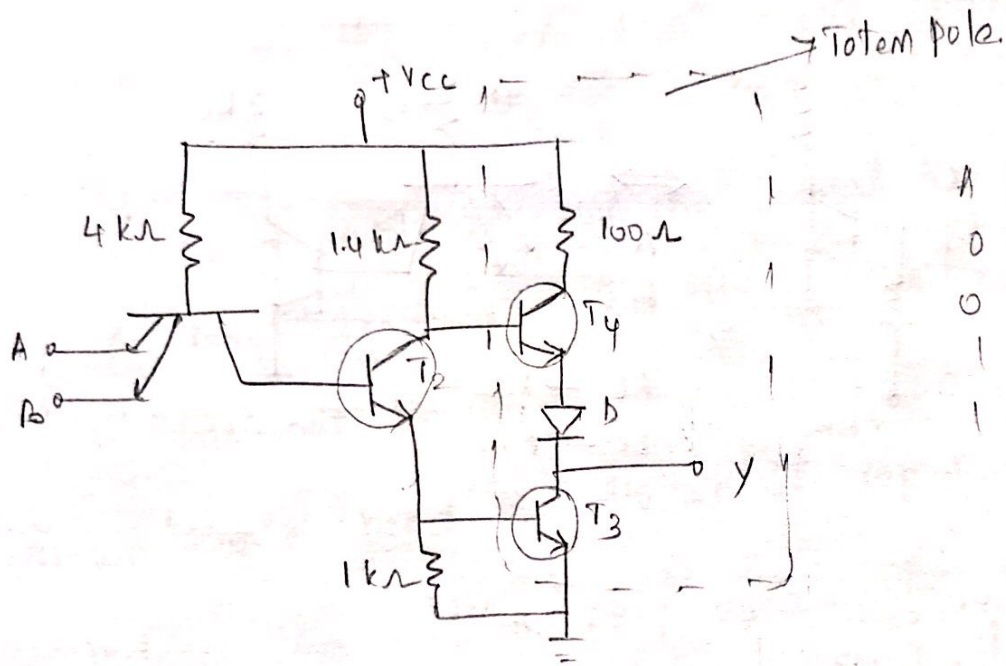 Totem pole.
+Vcc
4 kΩ
1.4 kΩ
100 Ω
A
B
T2
T4
D
Y
T3
1 kΩ
A
0
0
1
1